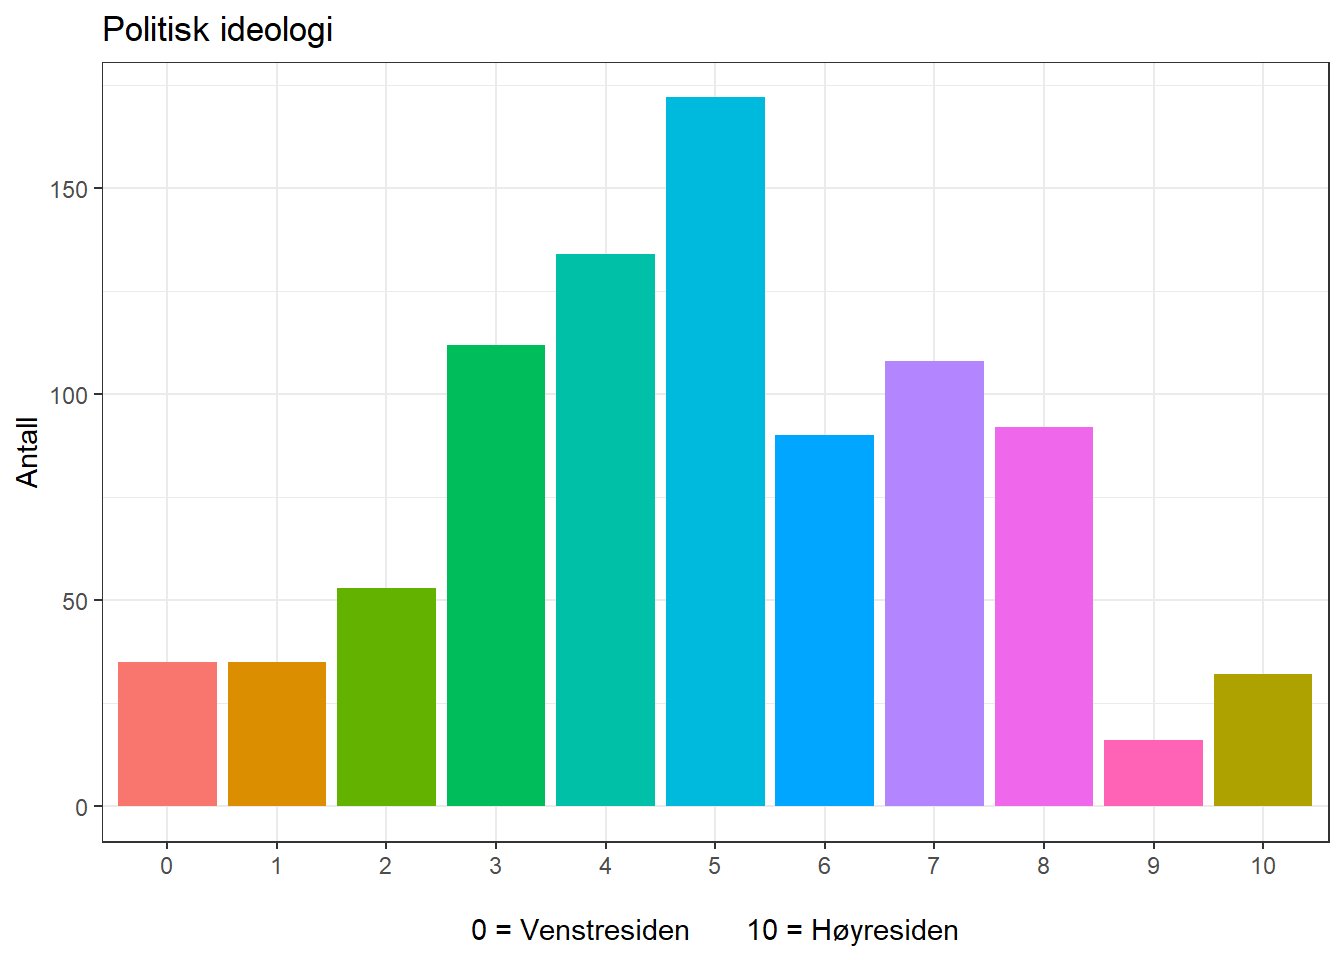 Politisk ideologi
Antall
150
100
50
0
0 1 2 3 4 5 6 7 8 9 10
0 = Venstresiden 10 = Høyresiden